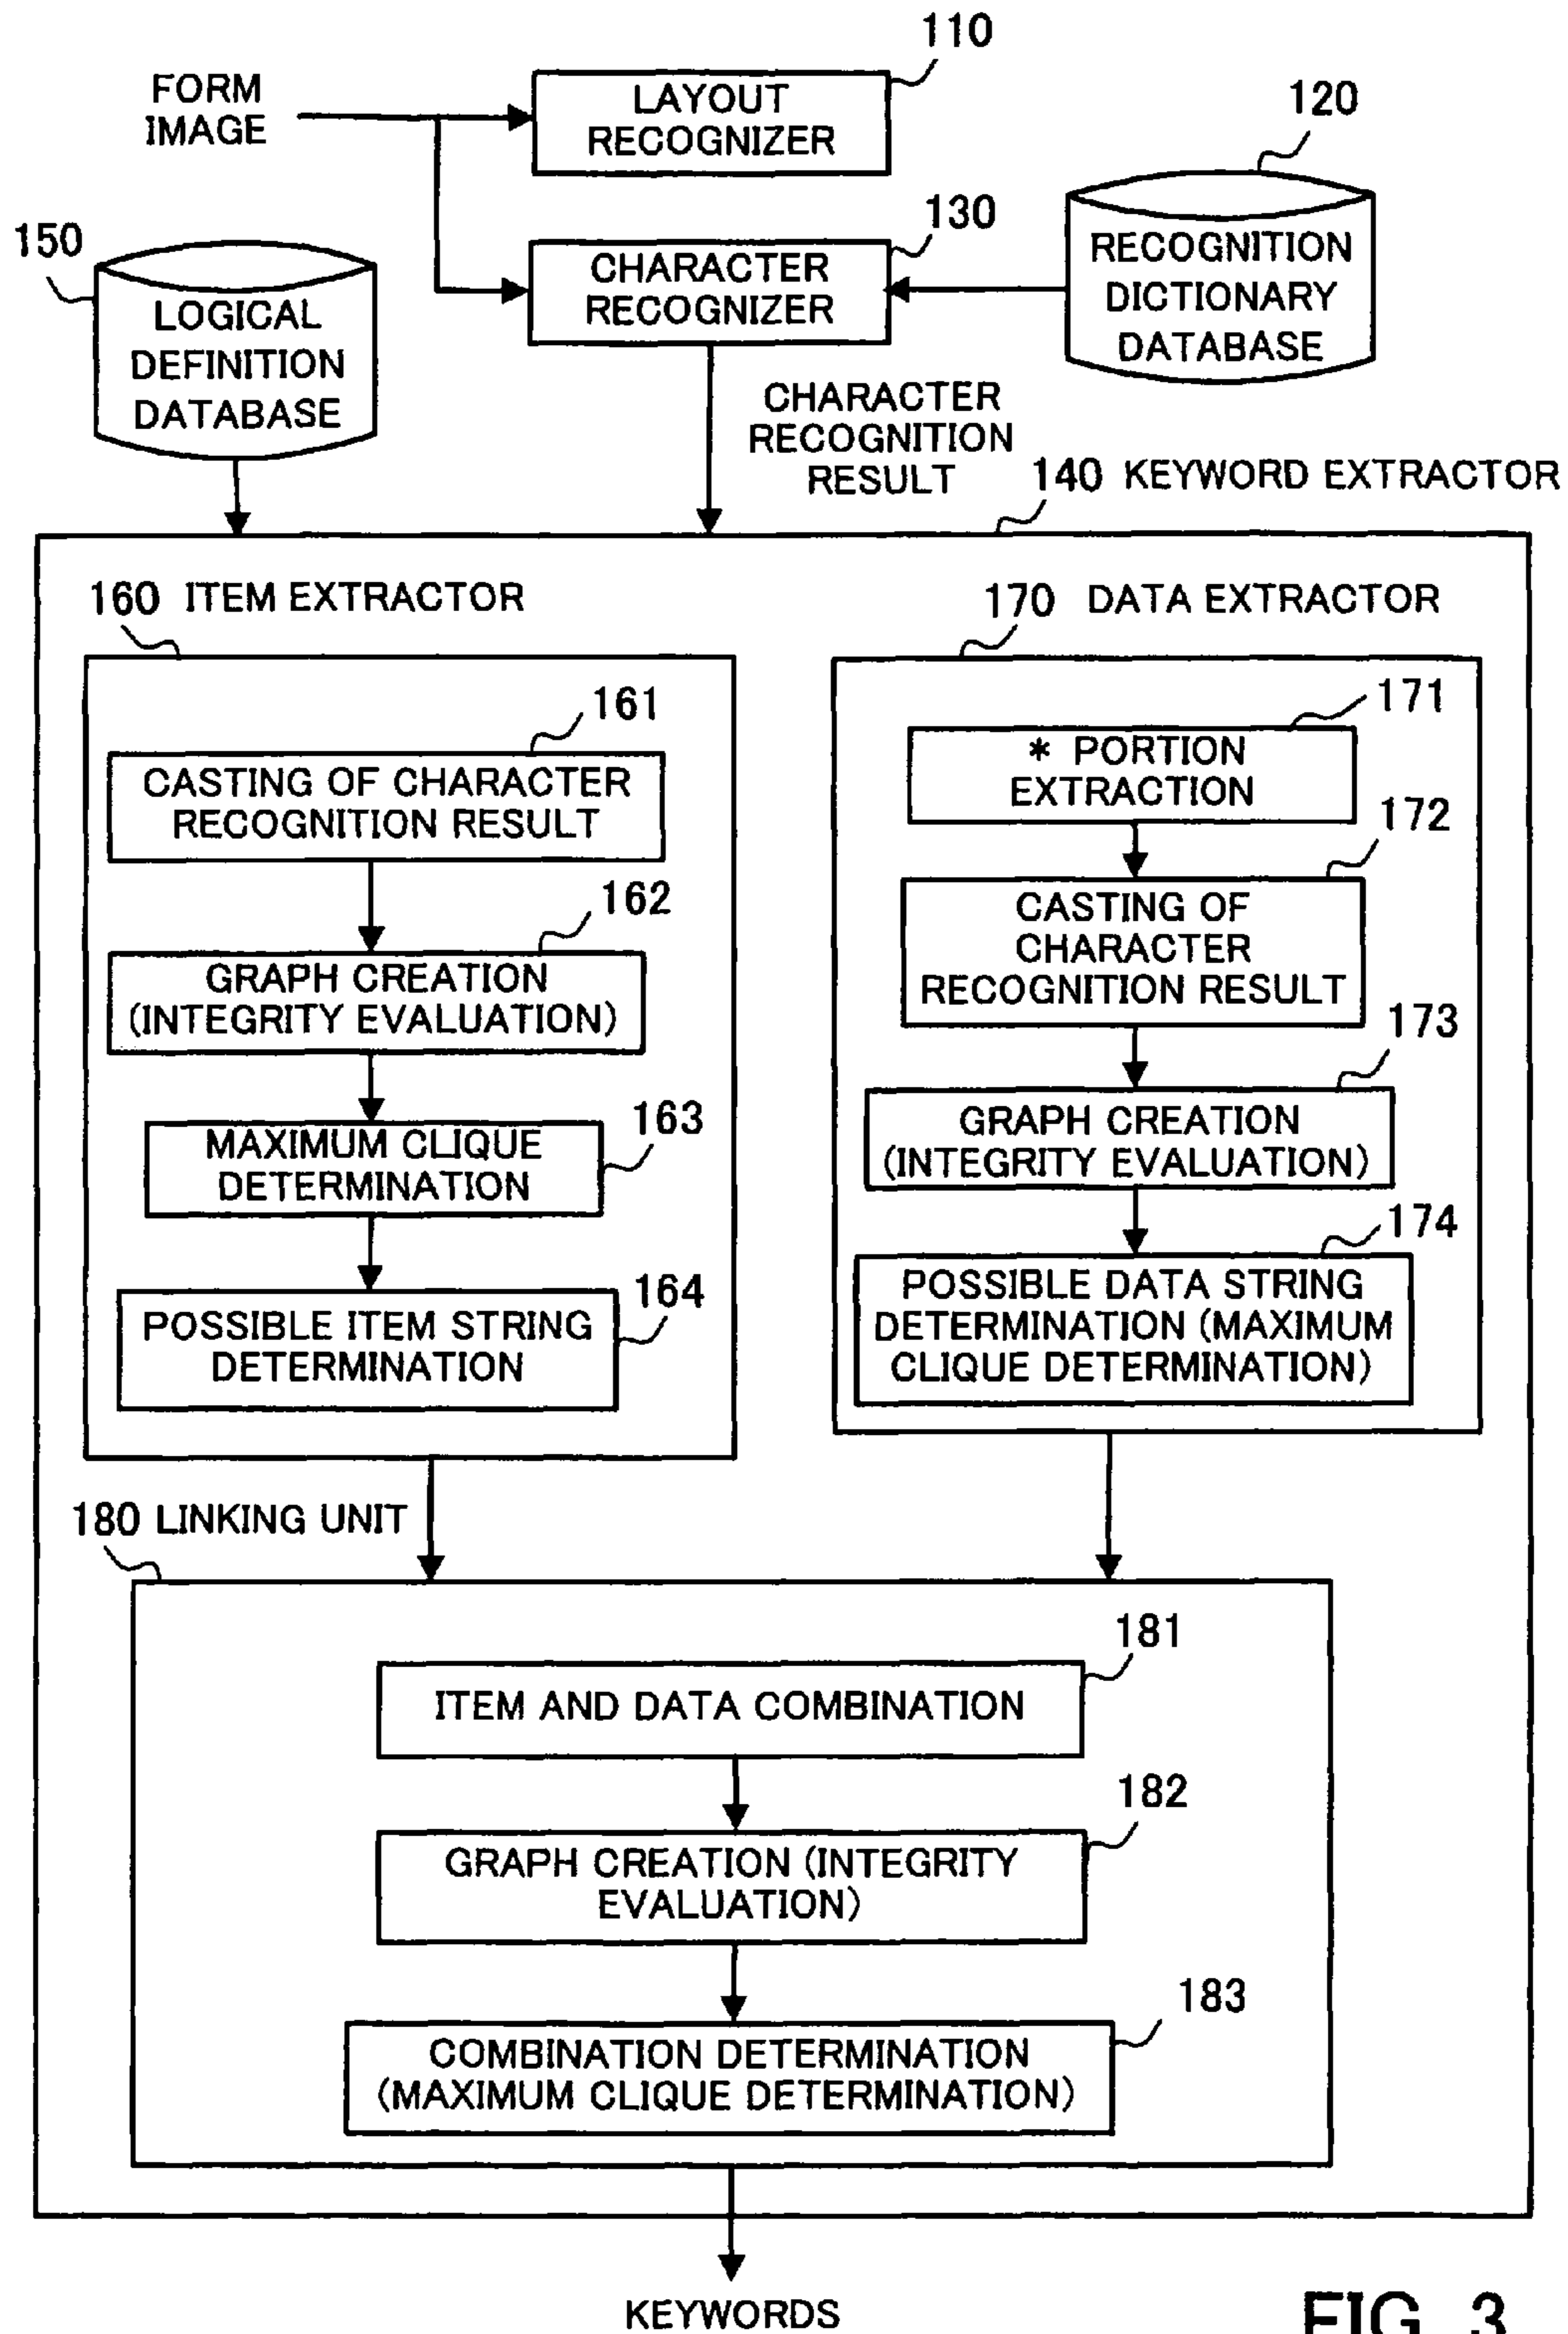 110
FORM
IMAGE
LAYOUT
RECOGNIZER
120
130
150
CHARACTER
RECOGNIZER
RECOGNITION
DICTIONARY
DATABASE
LOGICAL
DEFINITION
DATABASE
CHARACTER
RECOGNITION
RESULT
140 KEYWORD EXTRACTOR
160 ITEM EXTRACTOR
170 DATA EXTRACTOR
161
CASTING OF CHARACTER
RECOGNITION RESULT
162
GRAPH CREATION
(INTEGRITY EVALUATION)
163
MAXIMUM CLIQUE
DETERMINATION
164
POSSIBLE ITEM STRING
DETERMINATION
171
* PORTION
EXTRACTION
172
CASTING OF
CHARACTER
RECOGNITION RESULT
173
GRAPH CREATION
(INTEGRITY EVALUATION)
174
POSSIBLE DATA STRING
DETERMINATION (MAXIMUM
CLIQUE DETERMINATION)
180 LINKING UNIT
181
ITEM AND DATA COMBINATION
182
GRAPH CREATION (INTEGRITY
EVALUATION)
183
COMBINATION DETERMINATION
(MAXIMUM CLIQUE DETERMINATION)
KEYWORDS
FIG. 3